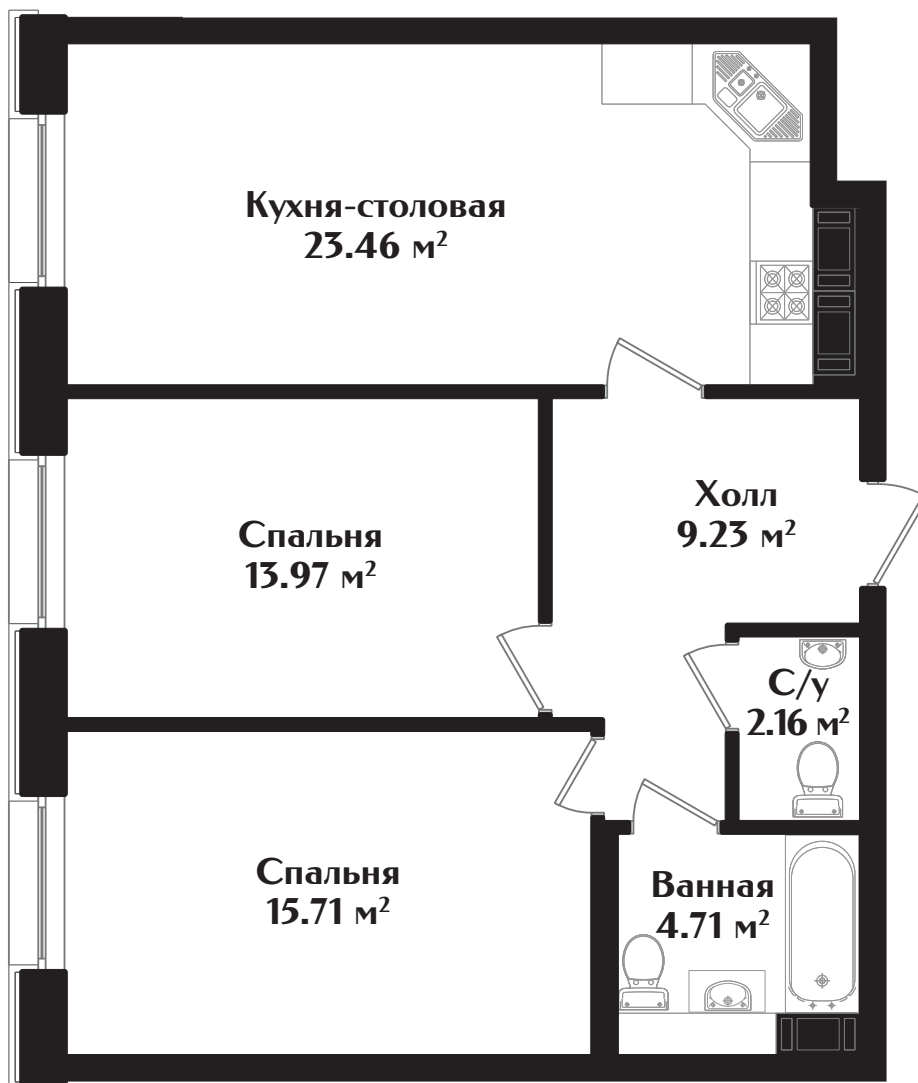 Кухня-столовая
23.46 м²
Холл
9.23 м²
Спальня
13.97 м²
С/у
2.16 м²
Спальня
15.71 м²
Ванная
4.71 м²